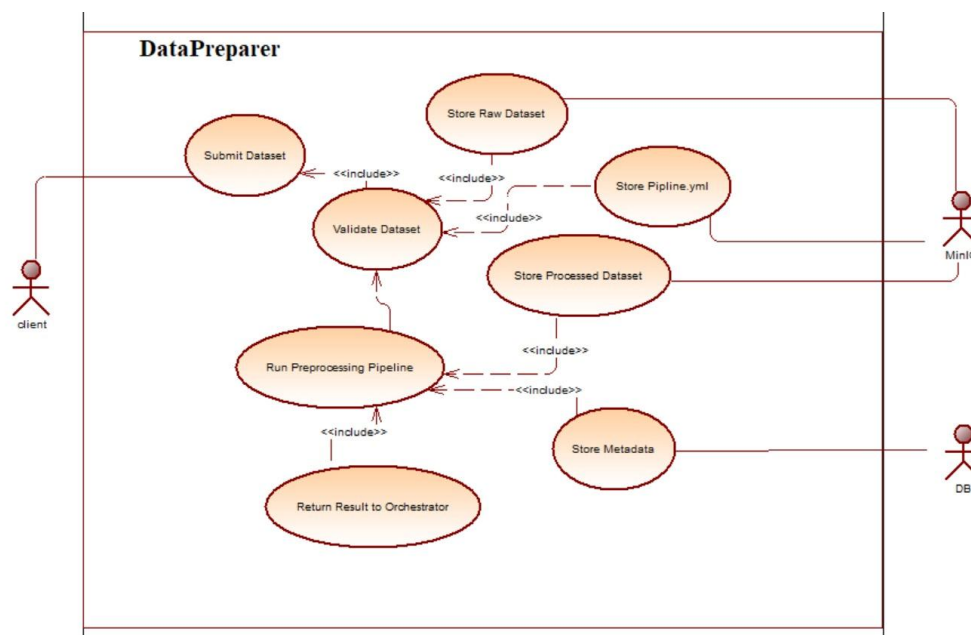 DataPreparer
Store Raw Dataset
Submit Dataset
<<include>>
<<include>>
Store Pipline.yml
<<include>>
Validate Dataset
MinIO
Store Processed Dataset
client
<<include>>
Run Preprocessing Pipeline
<<include>>
<<include>>
Store Metadata
DB
Return Result to Orchestrator